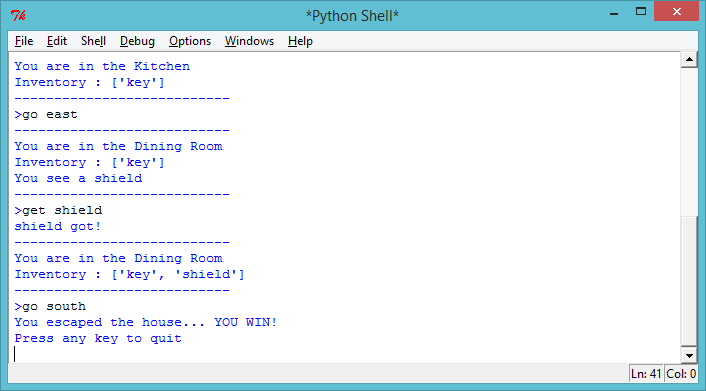 *Python Shell*
File Edit Shell Debug Options Windows Help
You are in the Kitchen
Inventory : ['key']
---------------------------
>go east
---------------------------
You are in the Dining Room
Inventory : ['key']
You see a shield
---------------------------
>get shield
shield got!
---------------------------
You are in the Dining Room
Inventory : ['key', 'shield']
---------------------------
>go south
You escaped the house... YOU WIN!
Press any key to quit
Ln: 41 Col: 0